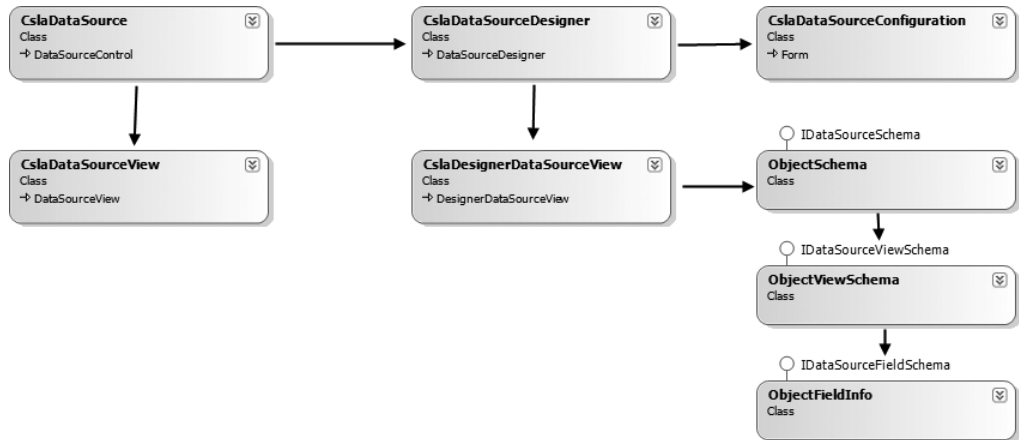 CslaDataSource
Class
DataSourceControl
CslaDataSourceDesigner
Class
DataSourceDesigner
CslaDataSourceConfiguration
Class
Form
CslaDataSourceView
Class
DataSourceView
CslaDesignerDataSourceView
Class
DesignerDataSourceView
IDataSourceSchema
ObjectSchema
Class
IDataSourceViewSchema
ObjectViewSchema
Class
IDataSourceFieldSchema
ObjectFieldInfo
Class